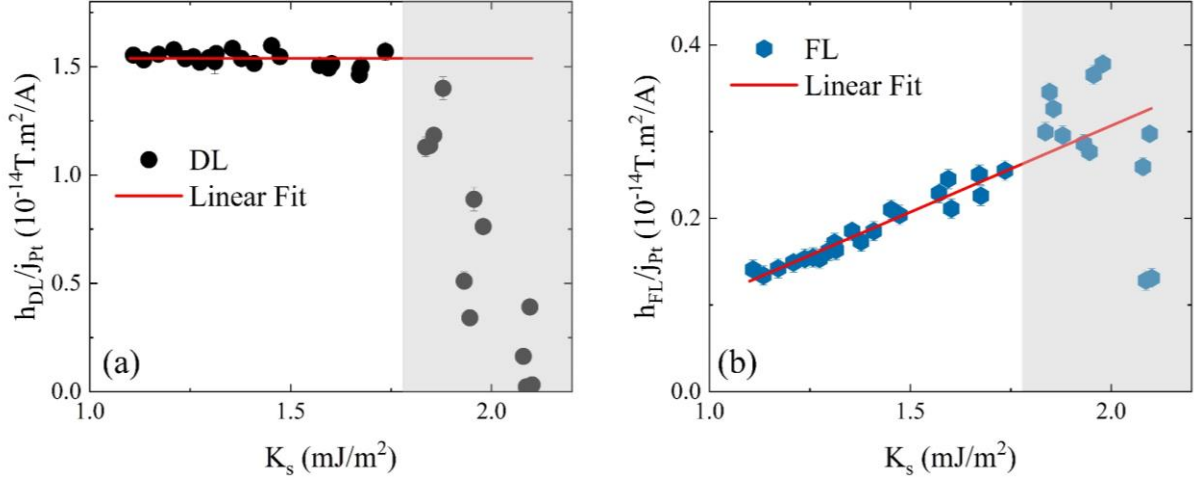 h_DL/j_Pt (10^-14 T.m^2/A)
1.5
1.0
0.5
0.0
DL
Linear Fit
(a)
1.0
1.5
2.0
K_s (mJ/m^2)
h_FL/j_Pt (10^-14 T.m^2/A)
0.4
0.2
0.0
FL
Linear Fit
(b)
1.0
1.5
2.0
K_s (mJ/m^2)